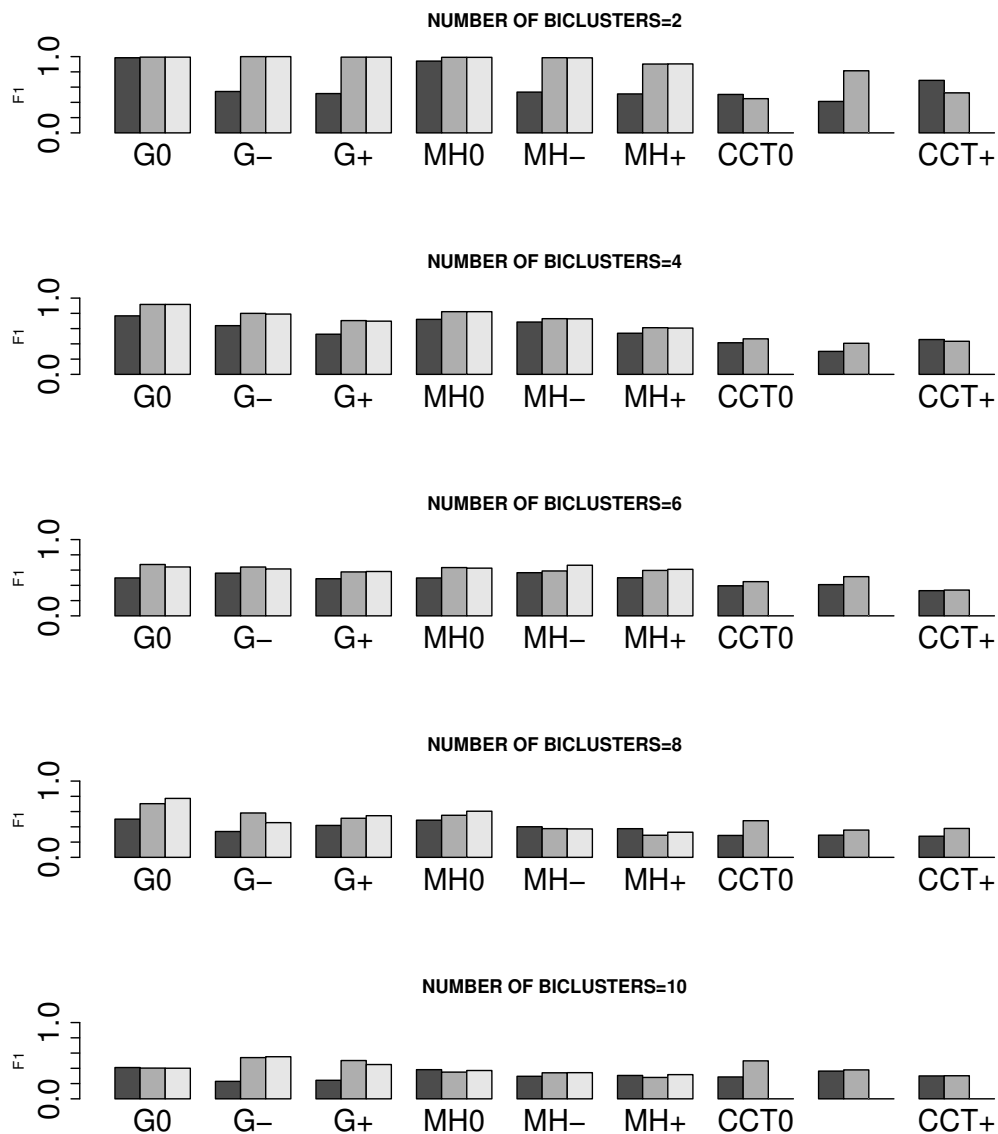 NUMBER OF BICLUSTERS=2
F1
0.0 1.0
G0 G− G+ MH0 MH− MH+ CCT0 CCT+
NUMBER OF BICLUSTERS=4
F1
0.0 1.0
G0 G− G+ MH0 MH− MH+ CCT0 CCT+
NUMBER OF BICLUSTERS=6
F1
0.0 1.0
G0 G− G+ MH0 MH− MH+ CCT0 CCT+
NUMBER OF BICLUSTERS=8
F1
0.0 1.0
G0 G− G+ MH0 MH− MH+ CCT0 CCT+
NUMBER OF BICLUSTERS=10
F1
0.0 1.0
G0 G− G+ MH0 MH− MH+ CCT0 CCT+